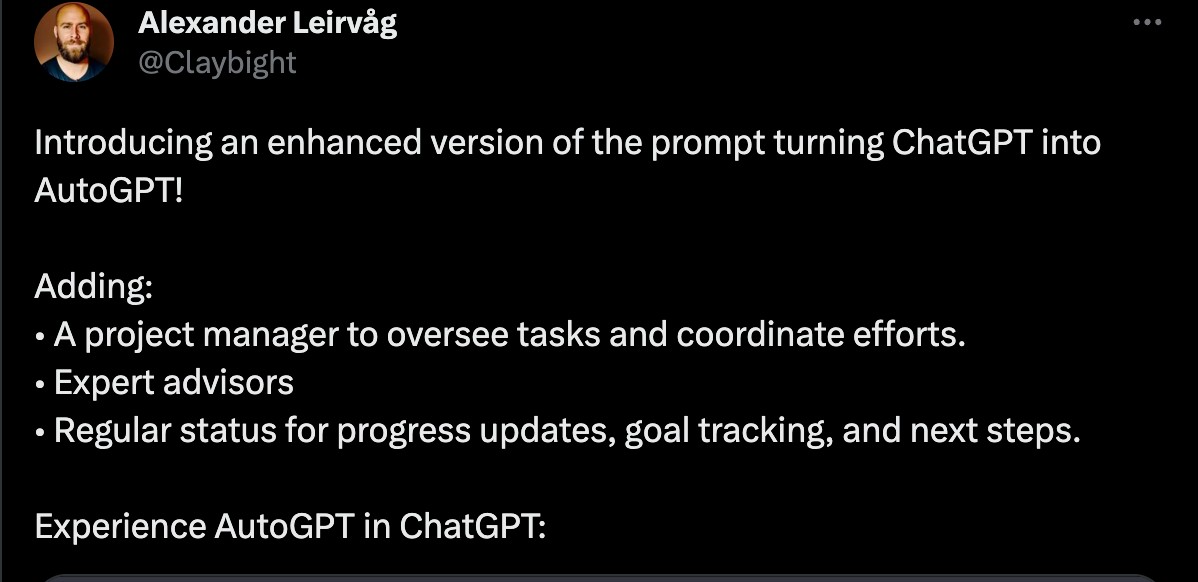 Alexander Leirvåg
@Claybight
Introducing an enhanced version of the prompt turning ChatGPT into
AutoGPT!
Adding:
• A project manager to oversee tasks and coordinate efforts.
• Expert advisors
• Regular status for progress updates, goal tracking, and next steps.
Experience AutoGPT in ChatGPT: